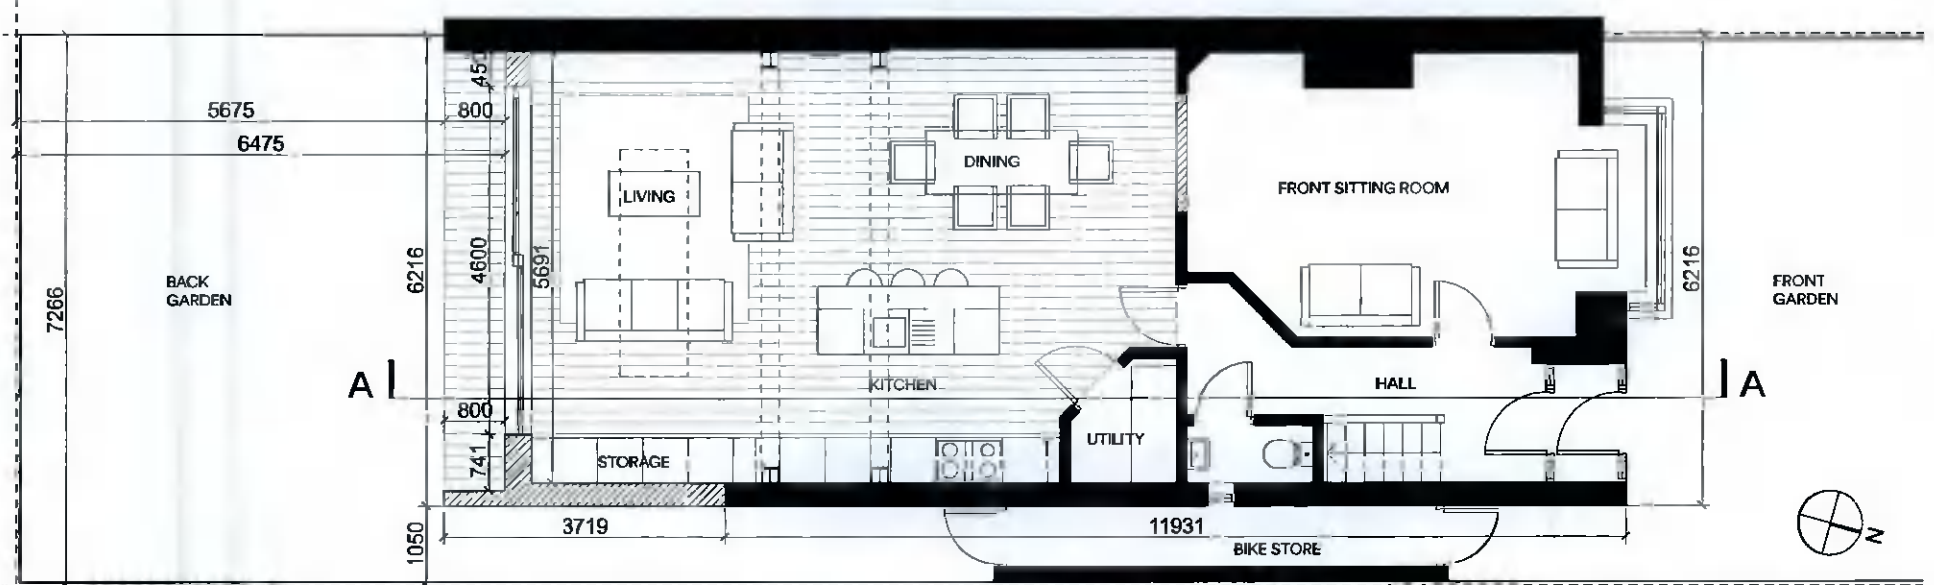 451
5675
800
6475
DINING
LIVING
FRONT SITTING ROOM
6216
4600
5691
6216
7266
BACK
GARDEN
FRONT
GARDEN
A
KITCHEN
HALL
A
800
UTILITY
741
STORAGE
3719
11931
1050
BIKE STORE
N